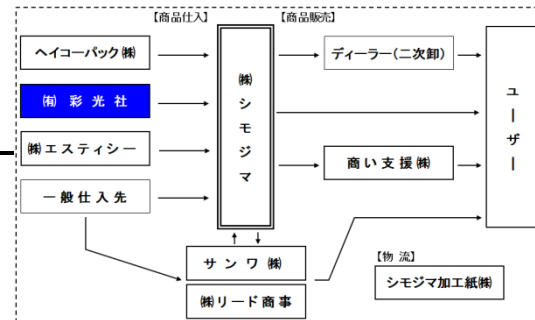 【商品仕入】
【商品販売】
ヘイコーパック㈱
㈲ 彩 光 社
㈱エスティシー
一般仕入先
㈱シモジマ
ディーラー(二次卸)
商い支援㈱
ユーザー
サンワ㈱
㈱リード商事
【物 流】
シモジマ加工紙㈱